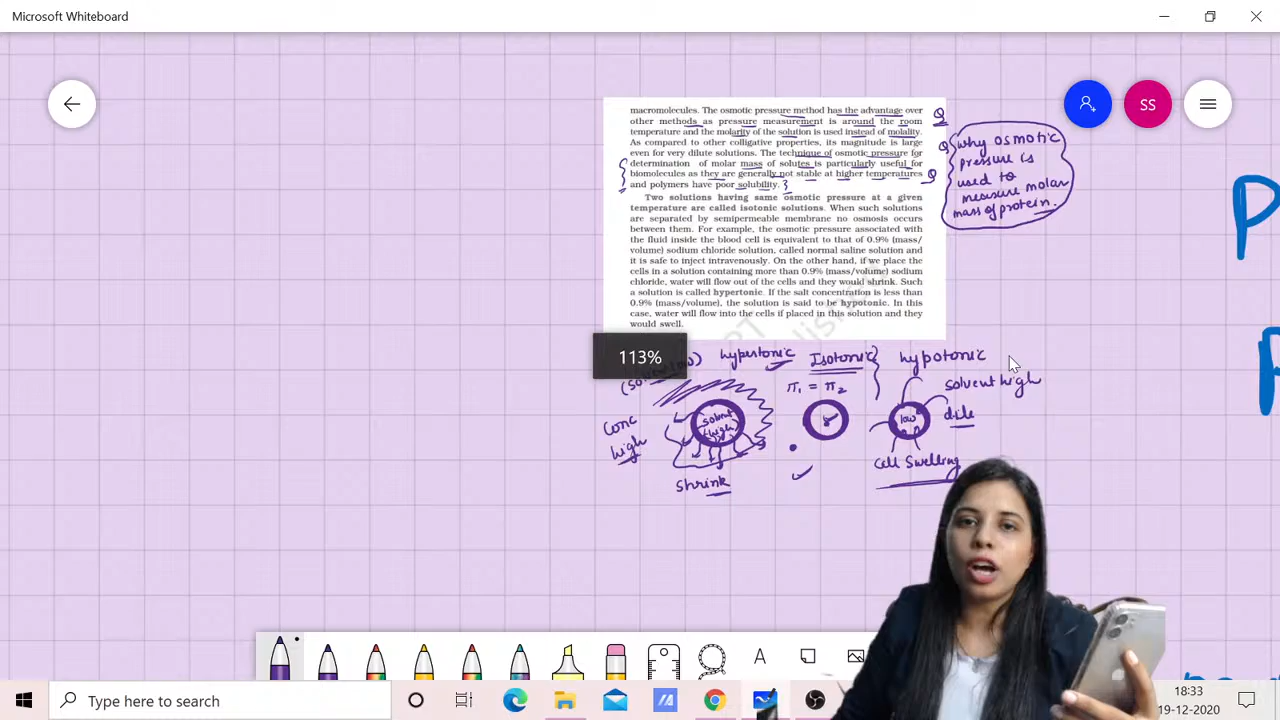 Microsoft Whiteboard
SS
macromolecules. The osmotic pressure method has the advantage over
other methods as pressure measurement is around the room
temperature and the molarity of the solution is used instead of molality.
As compared to other colligative properties, its magnitude is large
even for very dilute solutions. The technique of osmotic pressure for
determination of molar mass of solutes is particularly useful for
biomolecules as they are generally not stable at higher temperatures
and polymers have poor solubility.
Two solutions having same osmotic pressure at a given
temperature are called isotonic solutions. When such solutions
are separated by semipermeable membrane no osmosis occurs
between them. For example, the osmotic pressure associated with
the fluid inside the blood cell is equivalent to that of 0.9% (mass/
volume) sodium chloride solution, called normal saline solution and
it is safe to inject intravenously. On the other hand, if we place the
cells in a solution containing more than 0.9% (mass/volume) sodium
chloride, water will flow out of the cells and they would shrink. Such
a solution is called hypertonic. If the salt concentration is less than
0.9% (mass/volume), the solution is said to be hypotonic. In this
case, water will flow into the cells if placed in this solution and they
would swell.
Q
Q why osmotic
pressure is
used to
measure molar
mass of protein.
Q
P
113%
hypertonic
Isotonic
hypotonic
π₁ = π₂
solvent high
dile
conc
high
solvent
high
low
shrink
cell swelling
Type here to search
18:33
19-12-2020